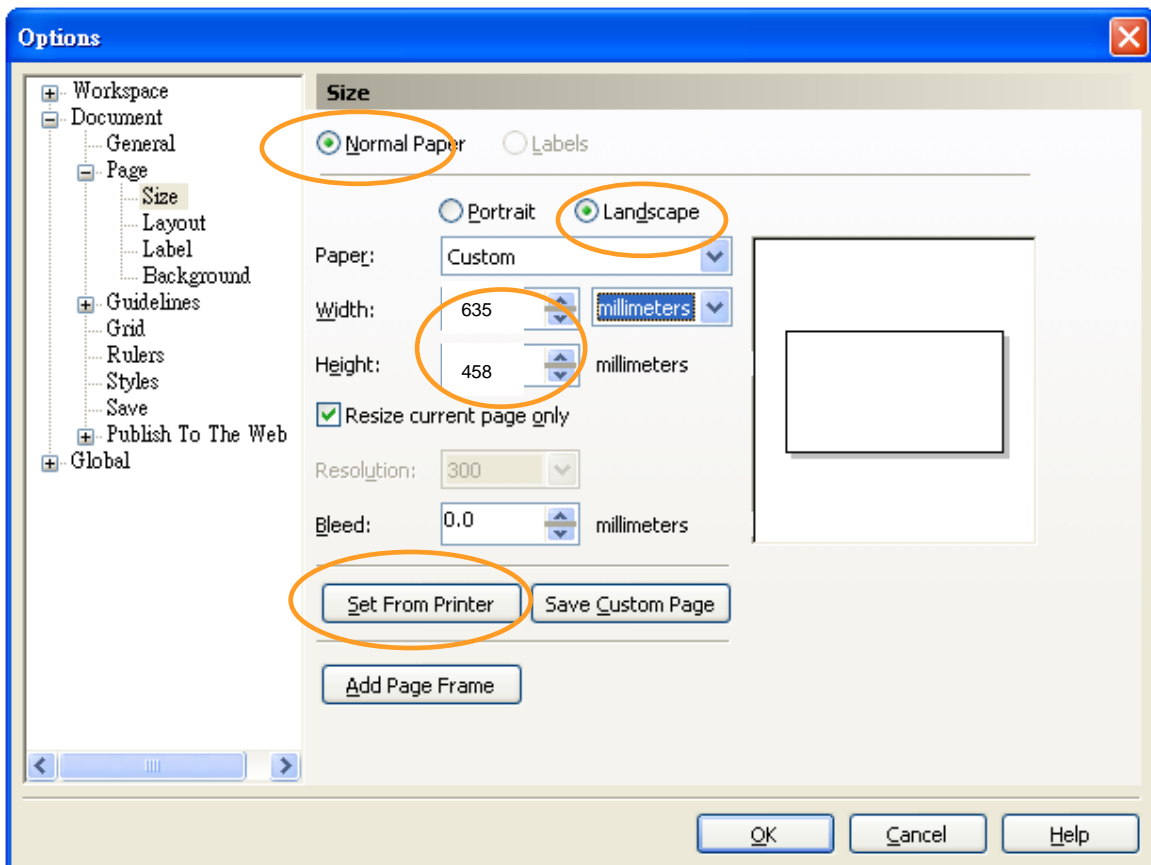 Options
Workspace
Document
General
Page
Size
Layout
Label
Background
Guidelines
Grid
Rulers
Styles
Save
Publish To The Web
Global
Size
Normal Paper Labels
Portrait Landscape
Paper: Custom
Width: 635 millimeters
Height: 458 millimeters
Resize current page only
Resolution: 300
Bleed: 0.0 millimeters
Set From Printer Save Custom Page
Add Page Frame
OK Cancel Help